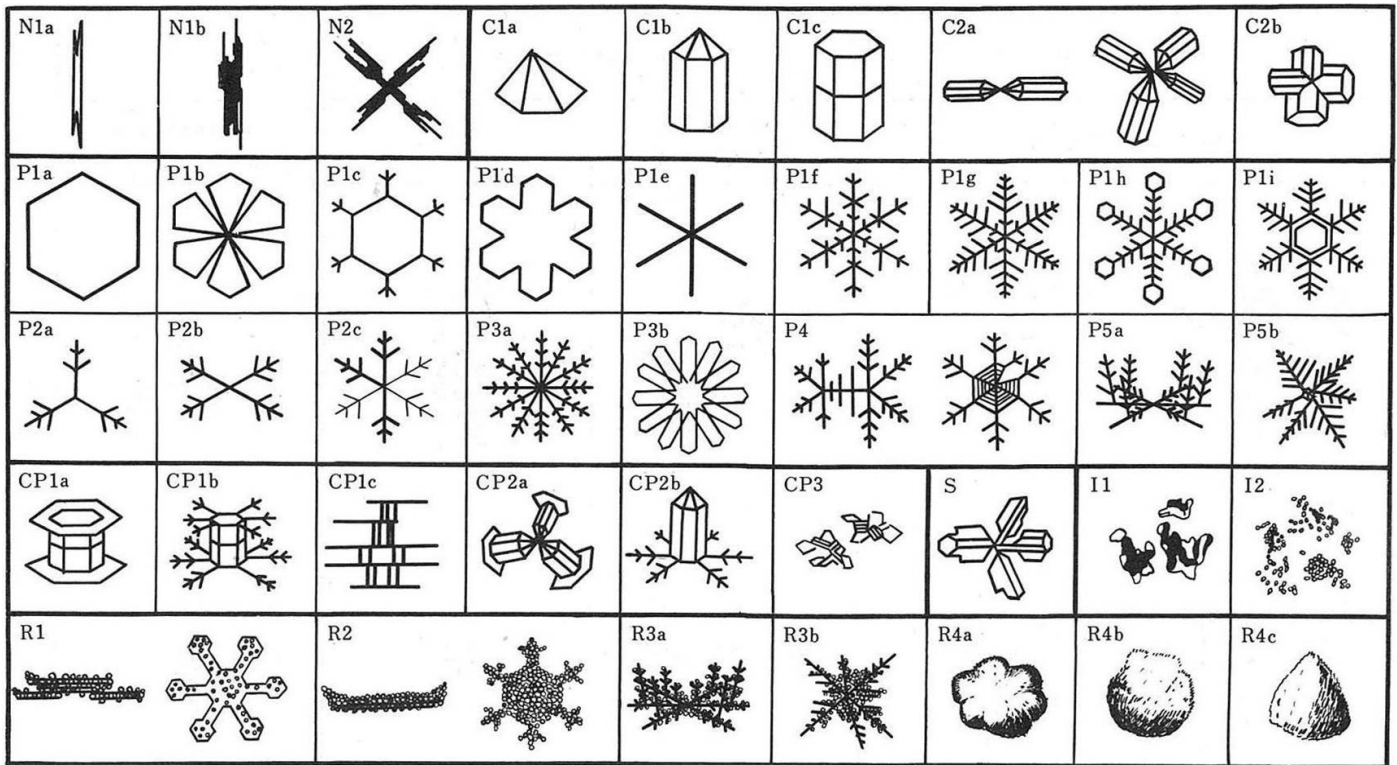 N1a N1b N2 C1a C1b C1c C2a C2b
P1a P1b P1c P1d P1e P1f P1g P1h P1i
P2a P2b P2c P3a P3b P4 P5a P5b
CP1a CP1b CP1c CP2a CP2b CP3 S I1 I2
R1 R2 R3a R3b R4a R4b R4c